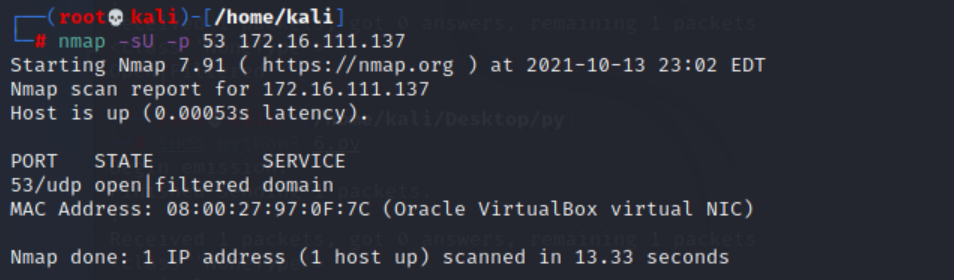 ┌──(root💀kali)-[/home/kali]
└─# nmap -sU -p 53 172.16.111.137
Starting Nmap 7.91 ( https://nmap.org ) at 2021-10-13 23:02 EDT
Nmap scan report for 172.16.111.137
Host is up (0.00053s latency).
PORT   STATE         SERVICE
53/udp open|filtered domain
MAC Address: 08:00:27:97:0F:7C (Oracle VirtualBox virtual NIC)
Nmap done: 1 IP address (1 host up) scanned in 13.33 seconds